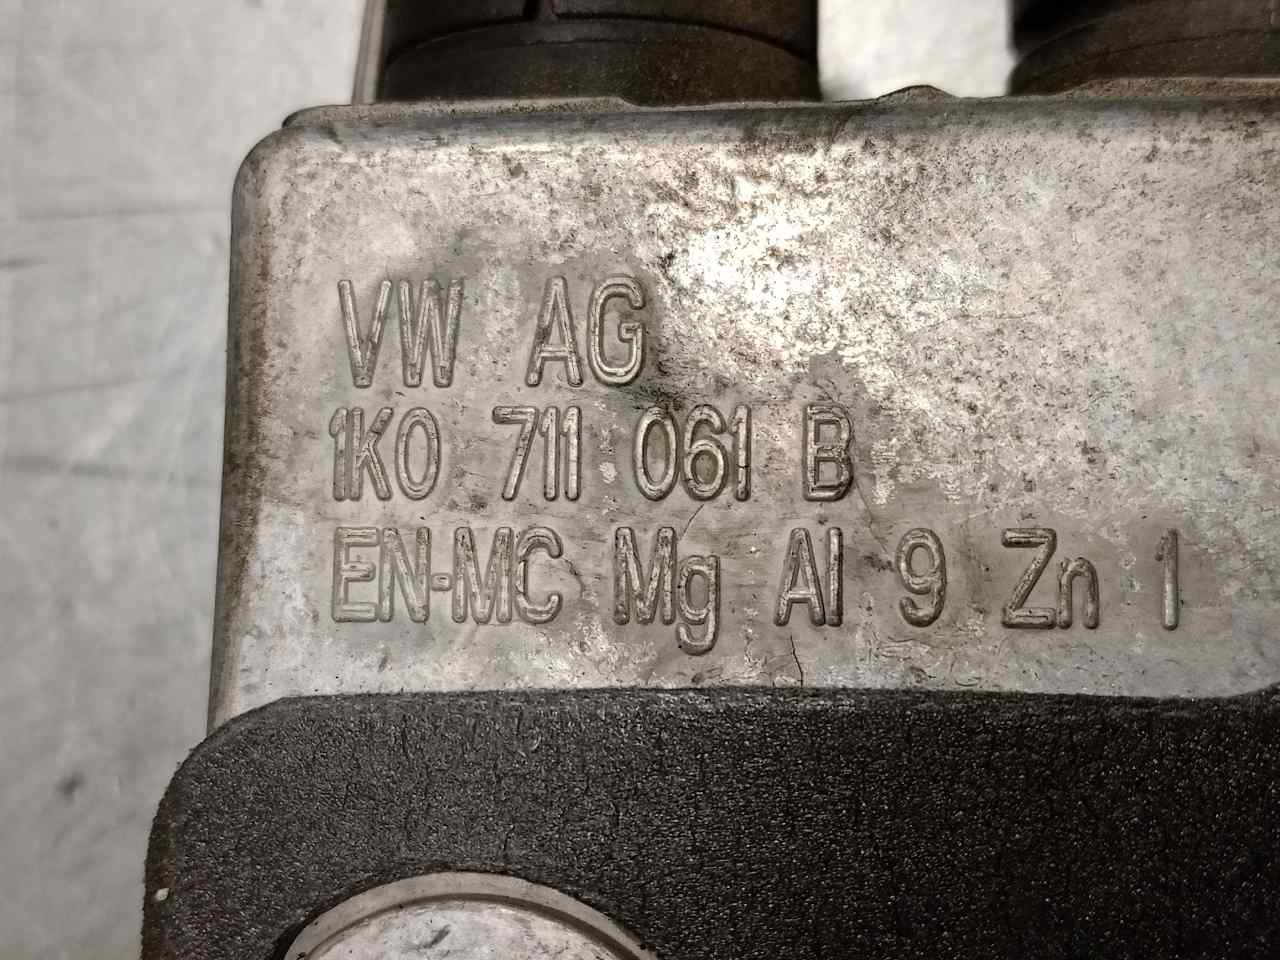 VW AG
1K0 711 061 B
EN-MC Mg Al 9 Zn 1